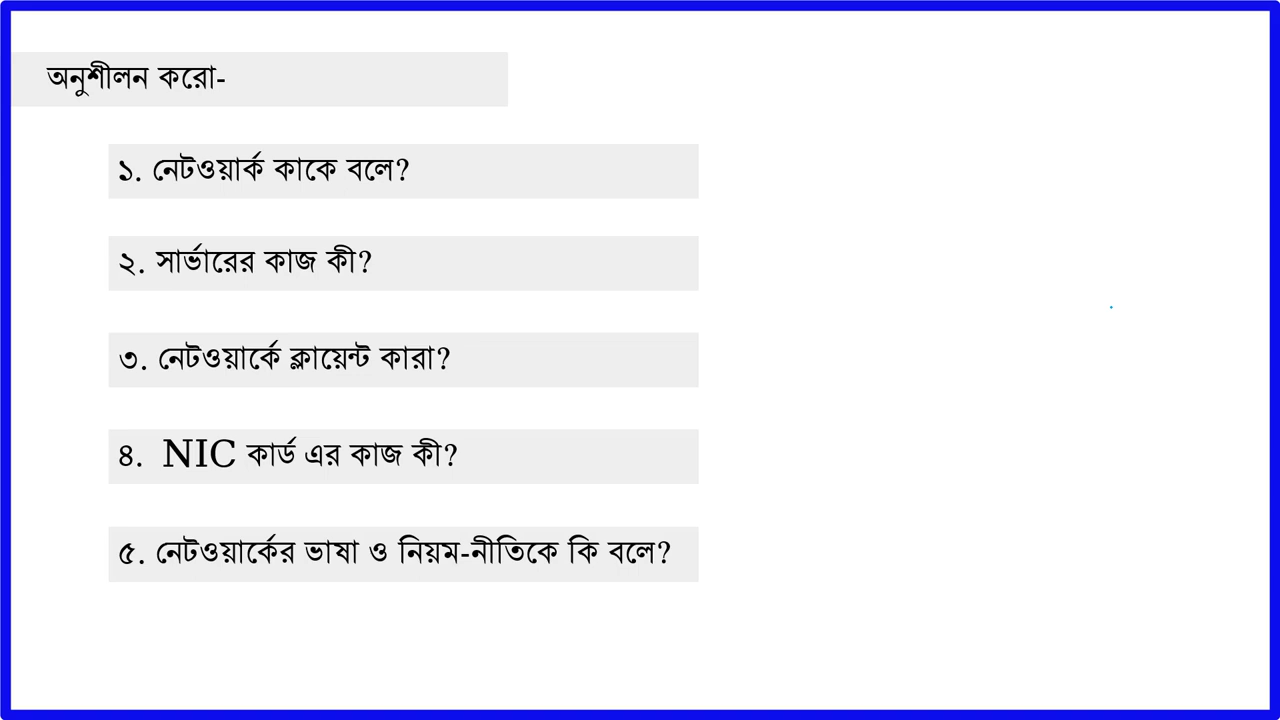 অনুশীলন করো-
১. নেটওয়ার্ক কাকে বলে?
২. সার্ভারের কাজ কী?
৩. নেটওয়ার্কে ক্লায়েন্ট কারা?
৪. NIC কার্ড এর কাজ কী?
৫. নেটওয়ার্কের ভাষা ও নিয়ম-নীতিকে কি বলে?